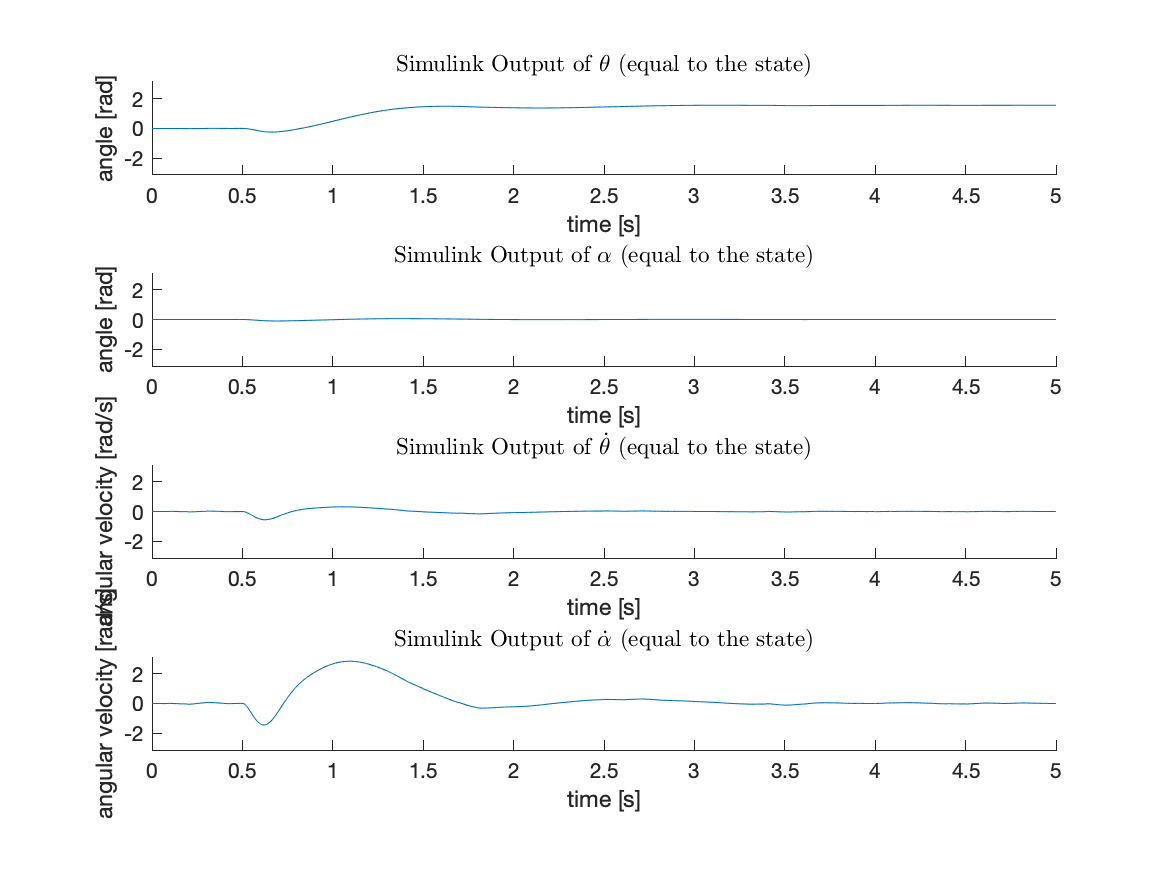 Simulink Output of θ (equal to the state)
angle [rad]
2
0
-2
0 0.5 1 1.5 2 2.5 3 3.5 4 4.5 5
time [s]
Simulink Output of α (equal to the state)
angle [rad]
2
0
-2
0 0.5 1 1.5 2 2.5 3 3.5 4 4.5 5
time [s]
Simulink Output of θ̇ (equal to the state)
angular velocity [rad/s]
2
0
-2
0 0.5 1 1.5 2 2.5 3 3.5 4 4.5 5
time [s]
Simulink Output of α̇ (equal to the state)
angular velocity [rad/s]
2
0
-2
0 0.5 1 1.5 2 2.5 3 3.5 4 4.5 5
time [s]